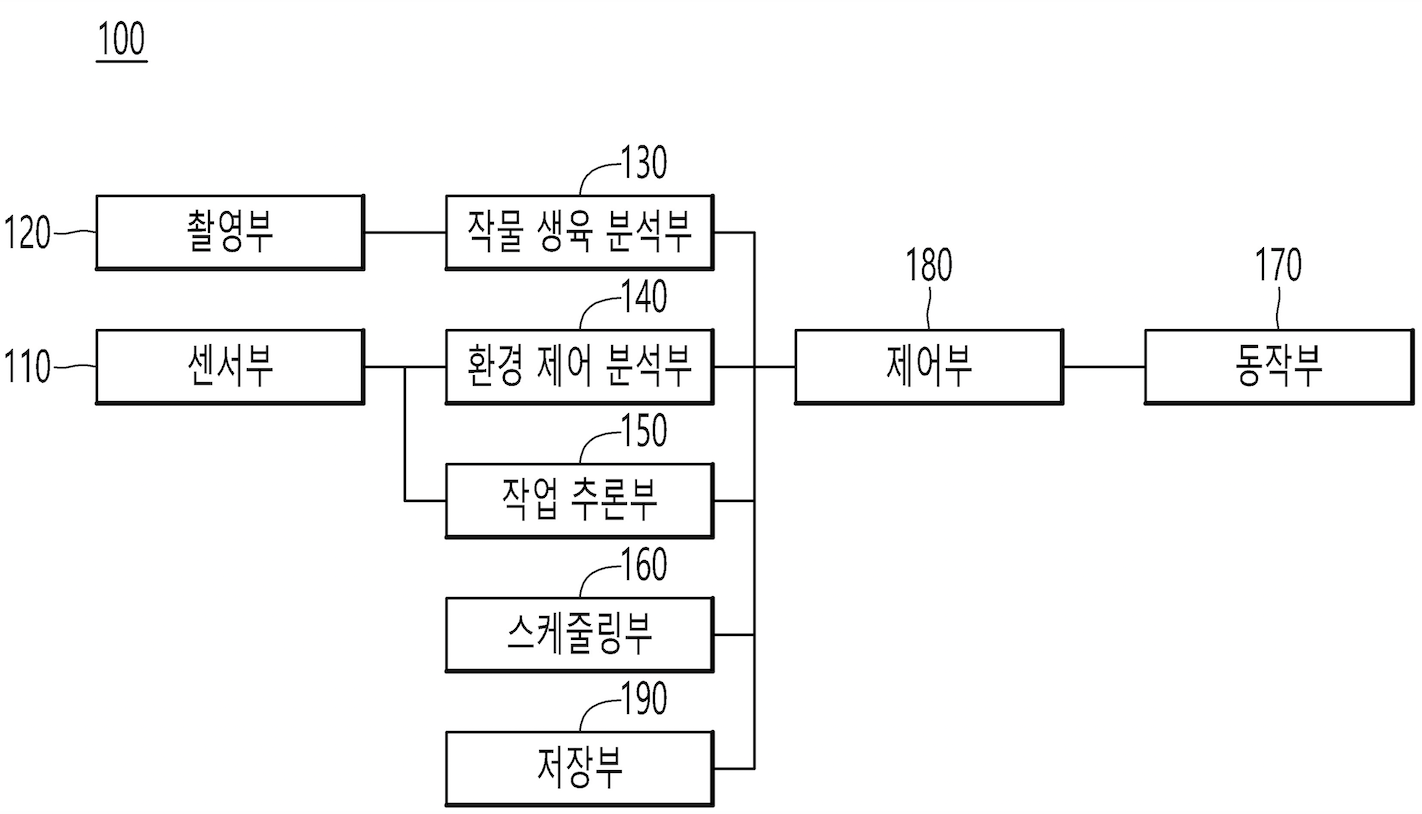 100
130
120
촬영부
작물 생육 분석부
140
180
170
110
센서부
환경 제어 분석부
제어부
동작부
150
작업 추론부
160
스케줄링부
190
저장부